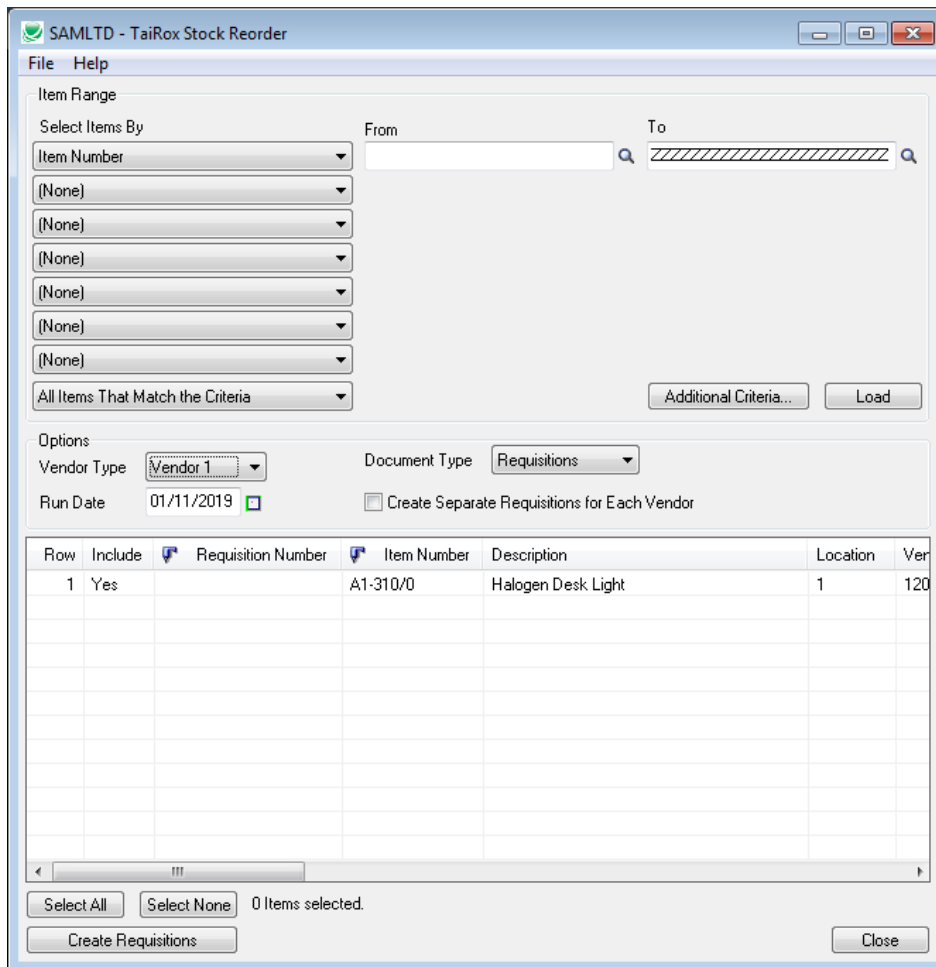 SAMLTD - TaiRox Stock Reorder
File Help
Item Range
Select Items By From To
Item Number ZZZZZZZZZZZZZZZZZZZZZZZZ
(None)
(None)
(None)
(None)
(None)
(None)
All Items That Match the Criteria Additional Criteria... Load
Options
Vendor Type Vendor 1 Document Type Requisitions
Run Date 01/11/2019 Create Separate Requisitions for Each Vendor
Row Include Requisition Number Item Number Description Location Ver
1 Yes A1-310/0 Halogen Desk Light 1 120
Select All Select None 0 Items selected.
Create Requisitions Close